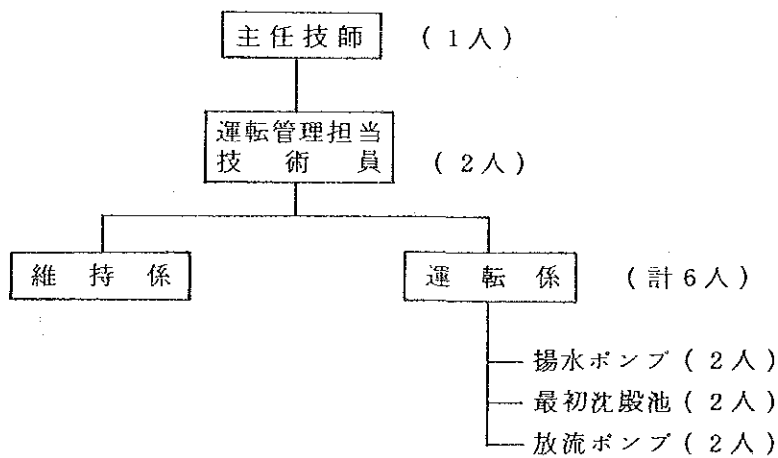 主任技師 (1人)
運転管理担当
技術員 (2人)
維持係
運転係 (計6人)
揚水ポンプ (2人)
最初沈殿池 (2人)
放流ポンプ (2人)